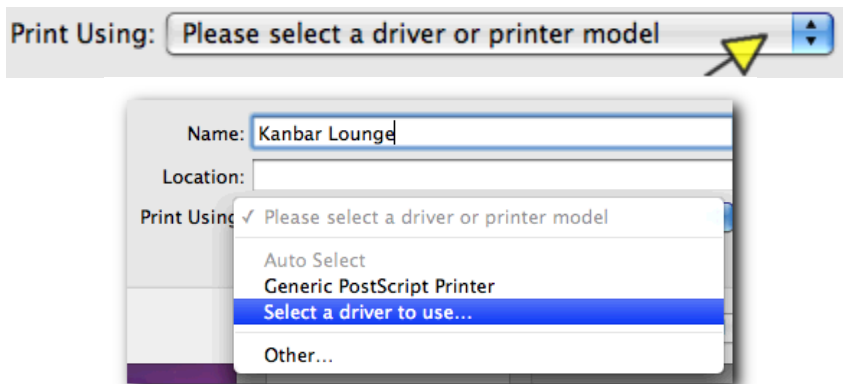 Print Using: Please select a driver or printer model
Name: Kanbar Lounge
Location:
Print Using ✓ Please select a driver or printer model
Auto Select
Generic PostScript Printer
Select a driver to use...
Other...